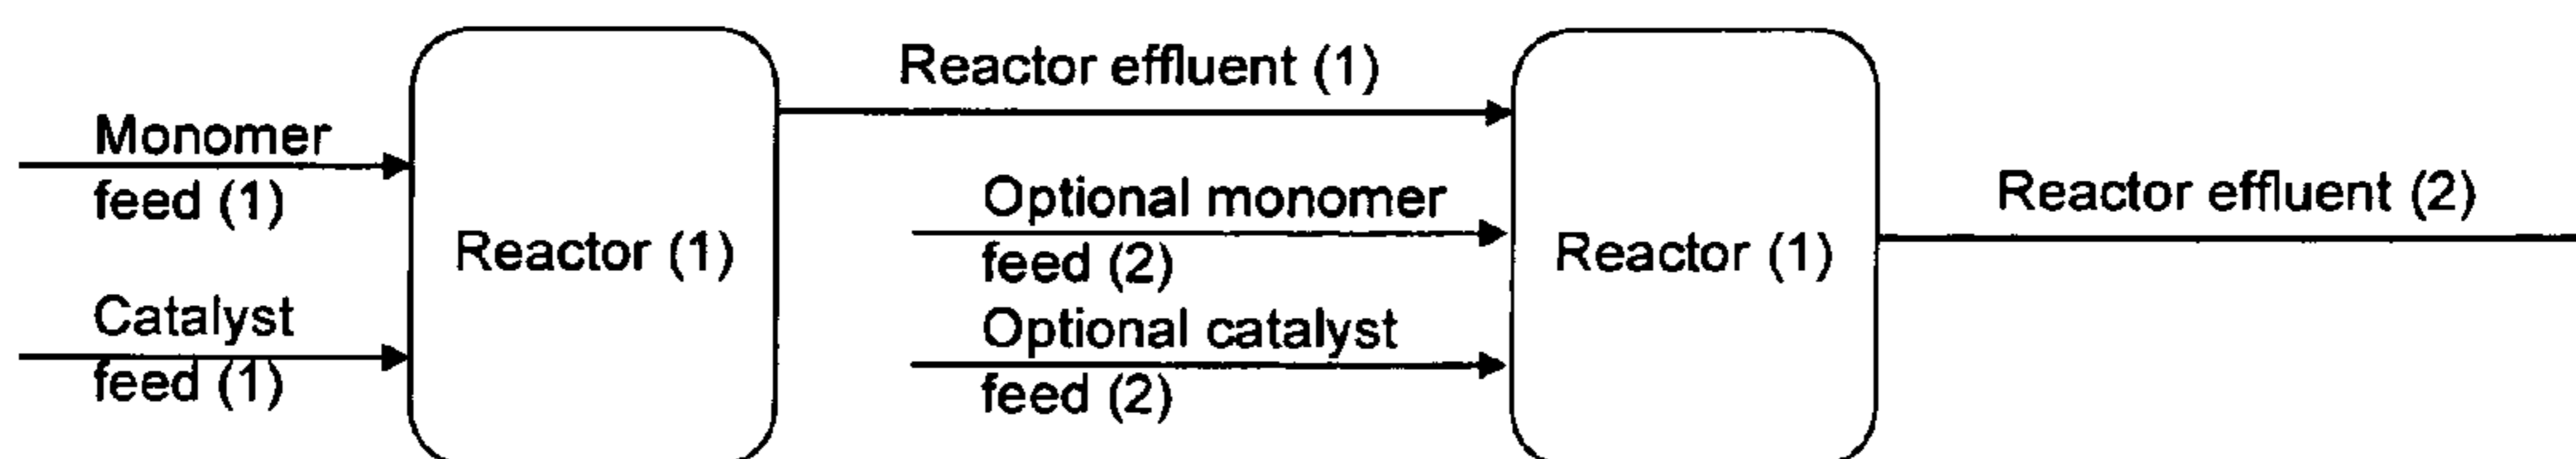 Monomer
feed (1)
Catalyst
feed (1)
Reactor (1)
Reactor effluent (1)
Optional monomer
feed (2)
Optional catalyst
feed (2)
Reactor (1)
Reactor effluent (2)